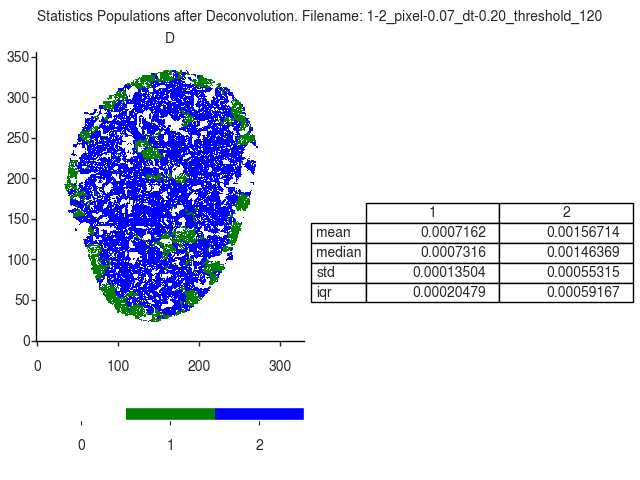 Statistics Populations after Deconvolution. Filename: 1-2_pixel-0.07_dt-0.20_threshold_120
D
350
300
250
200
150
100
50
0
0 100 200 300
1 2
mean 0.0007162 0.00156714
median 0.0007316 0.00146369
std 0.00013504 0.00055315
iqr 0.00020479 0.00059167
0 1 2